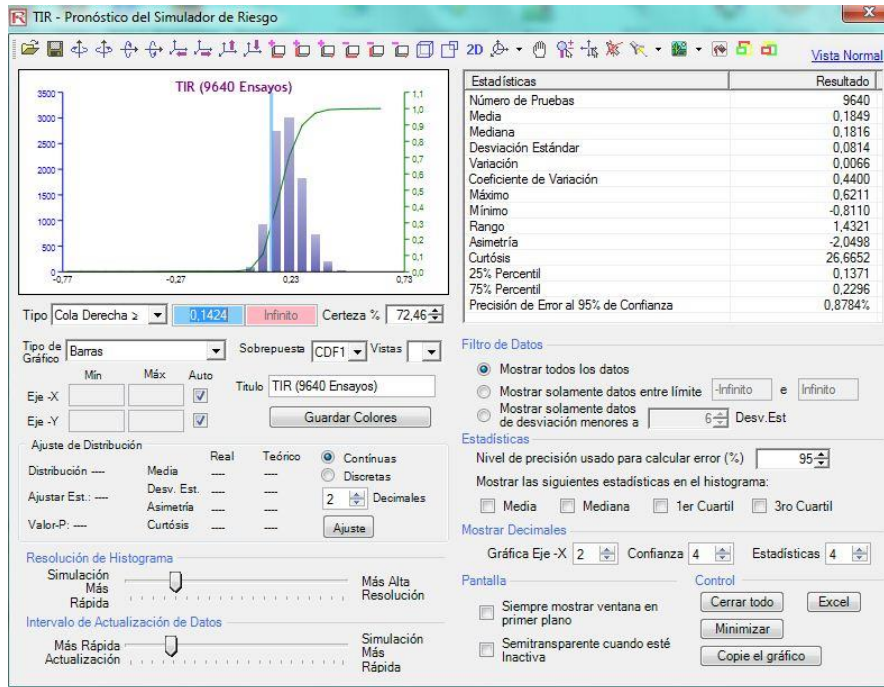 TIR - Pronóstico del Simulador de Riesgo
2D
Vista Normal
TIR (9640 Ensayos)
3500
3000
2500
2000
1500
1000
500
0
1,1
1,0
0,9
0,8
0,7
0,6
0,5
0,4
0,3
0,2
0,1
0,0
-0,77
-0,27
0,23
0,73
Tipo Cola Derecha ≥ 0,1424 Infinito Certeza % 72,46
Tipo de Gráfico Barras Sobrepuesta CDF1 Vistas
Mín Máx Auto
Eje -X
Eje -Y
Titulo TIR (9640 Ensayos)
Guardar Colores
Ajuste de Distribución
Real Teórico
Distribución ---- Media ---- ----
Ajustar Est.: ---- Desv. Est. ---- ----
Asimetría ---- ----
Valor-P: ---- Curtósis ---- ----
Contínuas
Discretas
2 Decimales
Ajuste
Resolución de Histograma
Simulación Más Rápida
Más Alta Resolución
Intervalo de Actualización de Datos
Más Rápida Actualización
Simulación Más Rápida
Estadísticas Resultado
Número de Pruebas 9640
Media 0,1849
Mediana 0,1816
Desviación Estándar 0,0814
Variación 0,0066
Coeficiente de Variación 0,4400
Máximo 0,6211
Mínimo -0,8110
Rango 1,4321
Asimetría -2,0498
Curtósis 26,6652
25% Percentil 0,1371
75% Percentil 0,2296
Precisión de Error al 95% de Confianza 0,8784%
Filtro de Datos
Mostrar todos los datos
Mostrar solamente datos entre límite -Infinito e Infinito
Mostrar solamente datos
de desviación menores a 6 Desv.Est
Estadísticas
Nivel de precisión usado para calcular error (%) 95
Mostrar las siguientes estadísticas en el histograma:
Media Mediana 1er Cuartil 3ro Cuartil
Mostrar Decimales
Gráfica Eje -X 2 Confianza 4 Estadísticas 4
Pantalla
Siempre mostrar ventana en
primer plano
Semitransparente cuando esté
Inactiva
Control
Cerrar todo Excel
Minimizar
Copie el gráfico